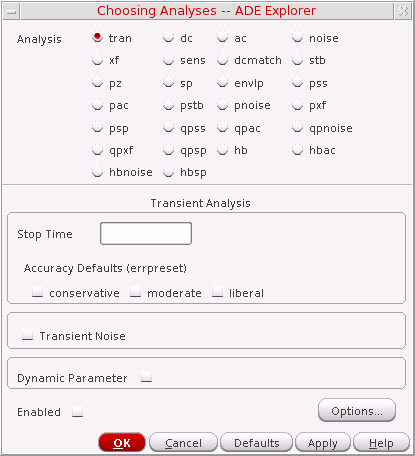 Choosing Analyses -- ADE Explorer
Analysis tran dc ac noise
xf sens dcmatch stb
pz sp envlp pss
pac pstb pnoise pxf
psp qpss qpac qpnoise
qpxf qpsp hb hbac
hbnoise hbsp
Transient Analysis
Stop Time
Accuracy Defaults (errpreset)
conservative moderate liberal
Transient Noise
Dynamic Parameter
Enabled Options...
OK Cancel Defaults Apply Help